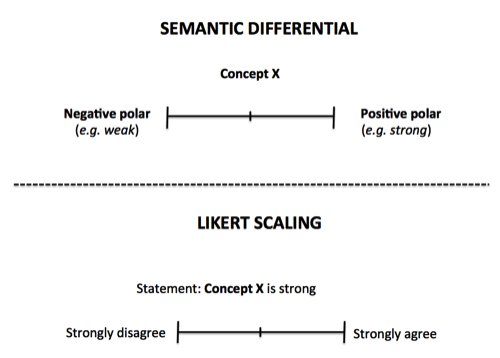 SEMANTIC DIFFERENTIAL
Concept X
Negative polar
(e.g. weak)
Positive polar
(e.g. strong)
LIKERT SCALING
Statement: Concept X is strong
Strongly disagree
Strongly agree